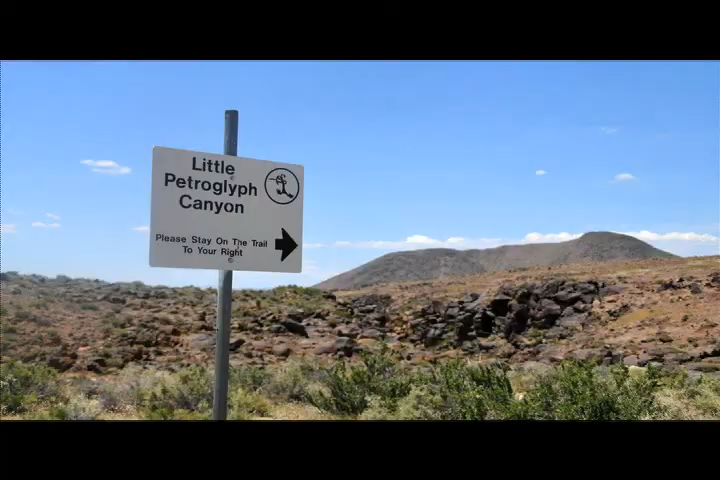 Little
Petroglyph
Canyon
Please Stay On The Trail
To Your Right